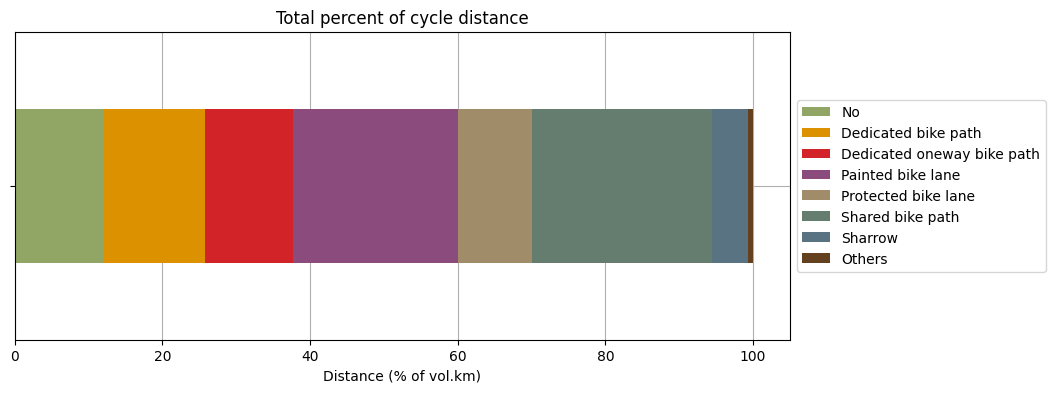 Total percent of cycle distance
No
Dedicated bike path
Dedicated oneway bike path
Painted bike lane
Protected bike lane
Shared bike path
Sharrow
Others
0 20 40 60 80 100
Distance (% of vol.km)